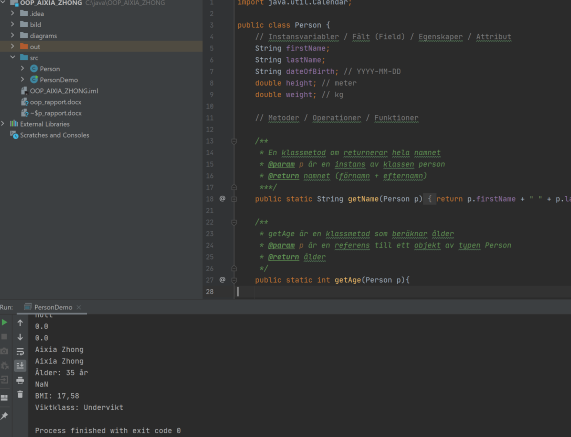 OOP_AIXIA_ZHONG C:\java\OOP_AIXIA_ZHONG
.idea
bild
diagrams
out
src
Person
PersonDemo
OOP_AIXIA_ZHONG.iml
oop_rapport.docx
~$p_rapport.docx
External Libraries
Scratches and Consoles
1 import java.util.Calendar;
2
3 public class Person {
4 // Instansvariabler / Fält (Field) / Egenskaper / Attribut
5 String firstName;
6 String lastName;
7 String dateOfBirth; // YYYY-MM-DD
8 double height; // meter
9 double weight; // kg
10
11 // Metoder / Operationer / Funktioner
12
13 /**
14 * En klassmetod om returnerar hela namnet
15 * @param p är en instans av klassen person
16 * @return namnet (förnamn + efternamn)
17 ***/
18 @ public static String getName(Person p) { return p.firstName + " " + p.la
21
22 /**
23 * getAge är en klassmetod som beräknar ålder
24 * @param p är en referens till ett objekt av typen Person
25 * @return ålder
26 */
27 @ public static int getAge(Person p){
28
Run: PersonDemo ×
null
0.0
0.0
Aixia Zhong
Aixia Zhong
Ålder: 35 år
NaN
BMI: 17,58
Viktklass: Undervikt
Process finished with exit code 0